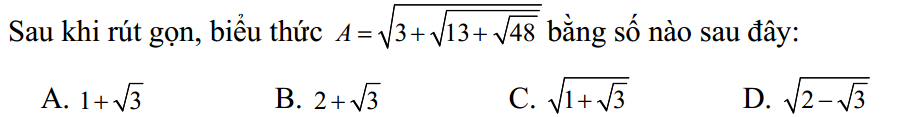 Sau khi rút gọn, biểu thức A = √(3 + √(13 + √48)) bằng số nào sau đây:
A. 1 + √3 B. 2 + √3 C. √(1 + √3) D. √(2 − √3)